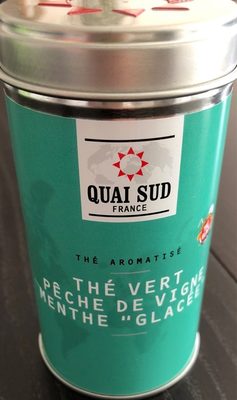 QUAI SUD
FRANCE
THÉ AROMATISÉ
THÉ VERT
PÊCHE DE VIGNE
MENTHE "GLACÉE"